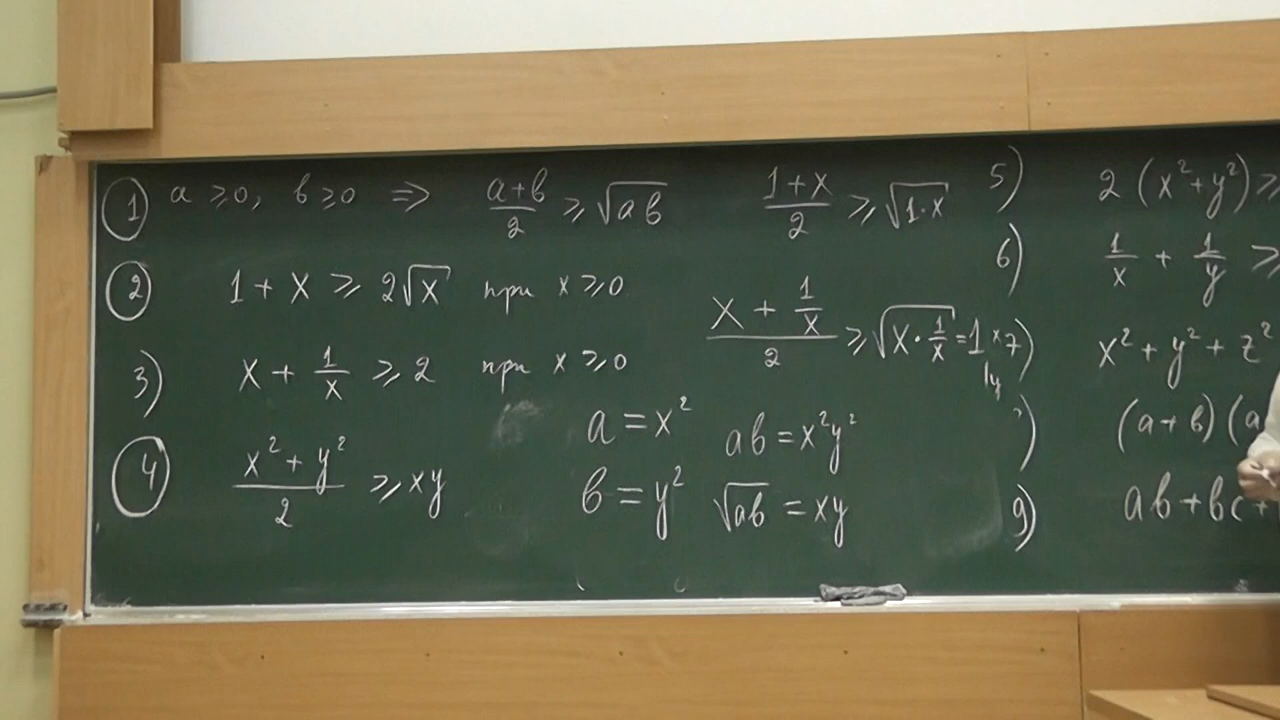 1) a ≥ 0, b ≥ 0 ⇒ (a+b)/2 ≥ √(ab) (1+x)/2 ≥ √(1·x)
2) 1 + x ≥ 2√x при x ≥ 0
3) x + 1/x ≥ 2 при x ≥ 0 (x + 1/x)/2 ≥ √(x · 1/x) = 1
4) (x² + y²)/2 ≥ xy
a = x² ab = x²y²
b = y² √(ab) = xy
5) 2(x² + y²) ≥
6) 1/x + 1/y ≥
7) x² + y² + z²
) (a + b)(a
9) ab + bc +